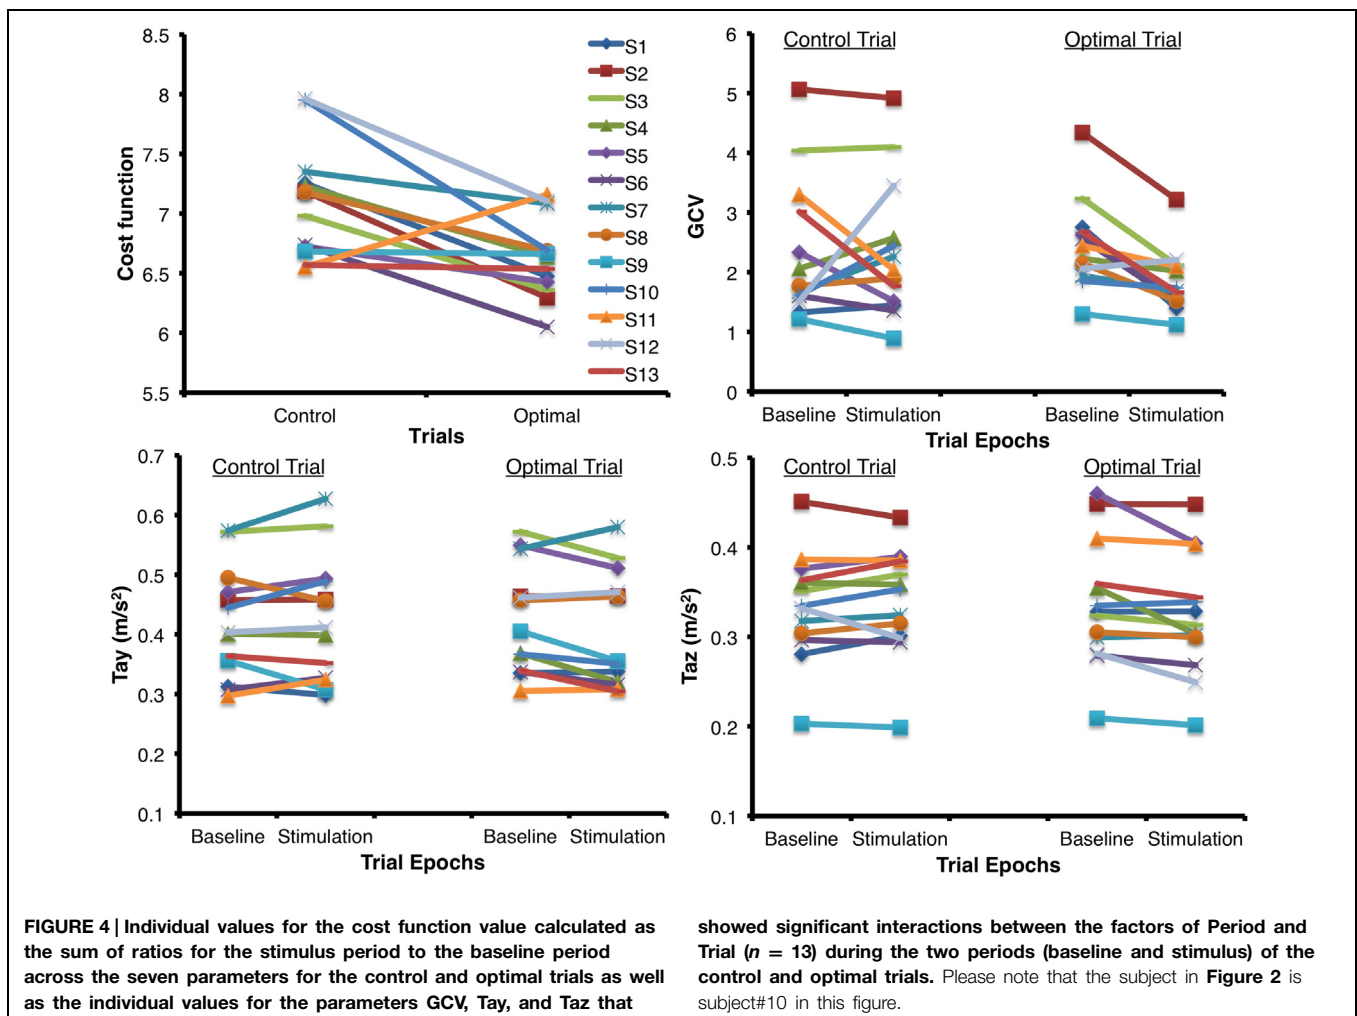 8.5
8
7.5
7
6.5
6
5.5
Cost function
Control
Optimal
Trials
S1
S2
S3
S4
S5
S6
S7
S8
S9
S10
S11
S12
S13
6
5
4
3
2
1
0
GCV
Control Trial
Optimal Trial
Baseline Stimulation
Baseline Stimulation
Trial Epochs
0.7
0.6
0.5
0.4
0.3
0.2
0.1
Tay (m/s²)
Control Trial
Optimal Trial
Baseline Stimulation
Baseline Stimulation
Trial Epochs
0.5
0.4
0.3
0.2
0.1
Taz (m/s²)
Control Trial
Optimal Trial
Baseline Stimulation
Baseline Stimulation
Trial Epochs
FIGURE 4 | Individual values for the cost function value calculated as
the sum of ratios for the stimulus period to the baseline period
across the seven parameters for the control and optimal trials as well
as the individual values for the parameters GCV, Tay, and Taz that
showed significant interactions between the factors of Period and
Trial (n = 13) during the two periods (baseline and stimulus) of the
control and optimal trials. Please note that the subject in Figure 2 is
subject#10 in this figure.